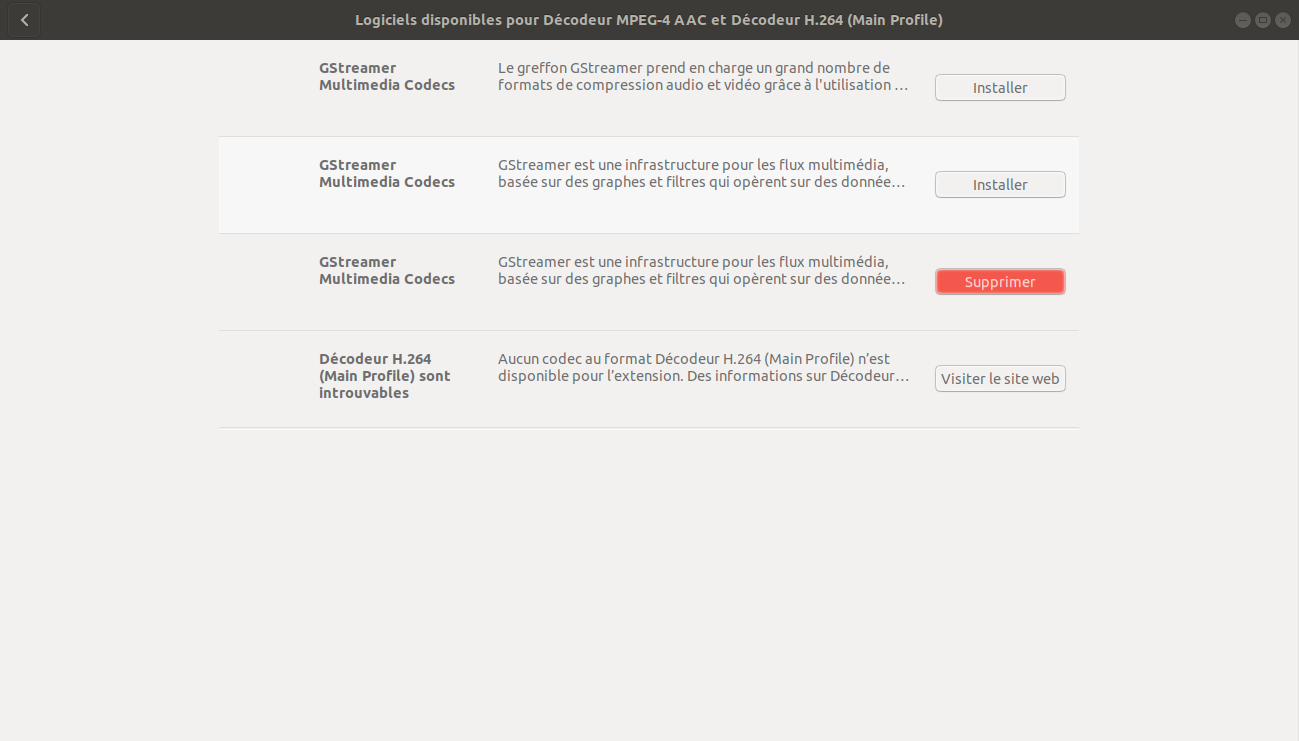 Logiciels disponibles pour Décodeur MPEG-4 AAC et Décodeur H.264 (Main Profile)
GStreamer
Multimedia Codecs
Le greffon GStreamer prend en charge un grand nombre de
formats de compression audio et vidéo grâce à l'utilisation …
Installer
GStreamer
Multimedia Codecs
GStreamer est une infrastructure pour les flux multimédia,
basée sur des graphes et filtres qui opèrent sur des donnée…
Installer
GStreamer
Multimedia Codecs
GStreamer est une infrastructure pour les flux multimédia,
basée sur des graphes et filtres qui opèrent sur des donnée…
Supprimer
Décodeur H.264
(Main Profile) sont
introuvables
Aucun codec au format Décodeur H.264 (Main Profile) n’est
disponible pour l’extension. Des informations sur Décodeur…
Visiter le site web